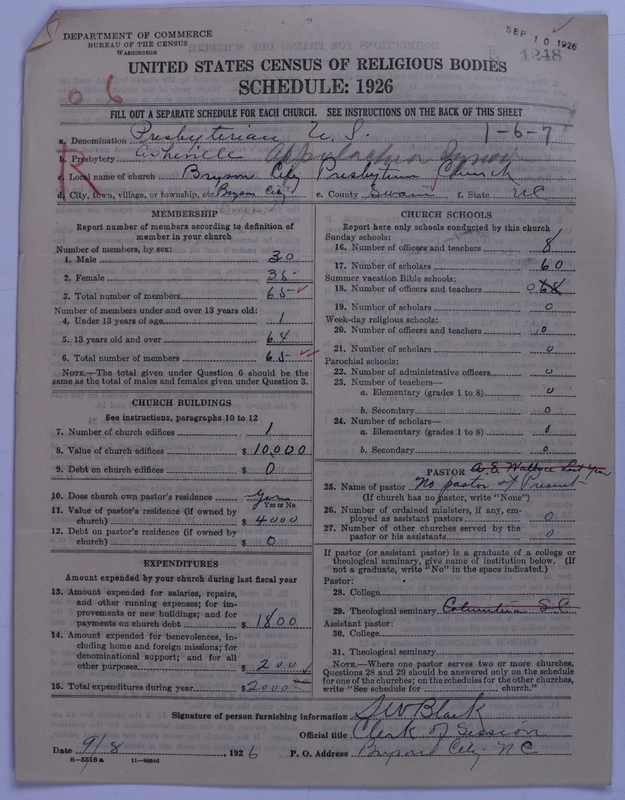 DEPARTMENT OF COMMERCE
BUREAU OF THE CENSUS
WASHINGTON
SEP 10 1926
1248
UNITED STATES CENSUS OF RELIGIOUS BODIES
SCHEDULE: 1926
06
FILL OUT A SEPARATE SCHEDULE FOR EACH CHURCH. SEE INSTRUCTIONS ON THE BACK OF THIS SHEET
R
a. Denomination Presbyterian U. S. 1-6-7
b. Presbytery Asheville Appalachia Synod
c. Local name of church Bryson City Presbyterian Church
d. City, town, village, or township, etc. Bryson City e. County Swain f. State NC
MEMBERSHIP
Report number of members according to definition of
member in your church
Number of members, by sex:
1. Male 30
2. Female 35
3. Total number of members 65
Number of members under and over 13 years old:
4. Under 13 years of age 1
5. 13 years old and over 64
6. Total number of members 65
NOTE.—The total given under Question 6 should be the
same as the total of males and females given under Question 3.
CHURCH BUILDINGS
See instructions, paragraphs 10 to 12
7. Number of church edifices 1
8. Value of church edifices $ 10,000
9. Debt on church edifices $ 0
10. Does church own pastor's residence Yes
Yes or No
11. Value of pastor's residence (if owned by
church) $ 4000
12. Debt on pastor's residence (if owned by
church) $ 0
EXPENDITURES
Amount expended by your church during last fiscal year
13. Amount expended for salaries, repairs,
and other running expenses; for im-
provements or new buildings; and for
payments on church debt $ 1800
14. Amount expended for benevolences, in-
cluding home and foreign missions; for
denominational support; and for all
other purposes $ 200
15. Total expenditures during year $ 2000
CHURCH SCHOOLS
Report here only schools conducted by this church
Sunday schools:
16. Number of officers and teachers 8
17. Number of scholars 60
Summer vacation Bible schools:
18. Number of officers and teachers 0 68
19. Number of scholars 0
Week-day religious schools:
20. Number of officers and teachers 0
21. Number of scholars 0
Parochial schools:
22. Number of administrative officers 0
23. Number of teachers—
a. Elementary (grades 1 to 8) 0
b. Secondary 0
24. Number of scholars—
a. Elementary (grades 1 to 8) 0
b. Secondary 0
PASTOR A. E. Wallace Last Year
25. Name of pastor No pastor at Present
(If church has no pastor, write "None")
26. Number of ordained ministers, if any, em-
ployed as assistant pastors 0
27. Number of other churches served by the
pastor or his assistants 0
If pastor (or assistant pastor) is a graduate of a college or
theological seminary, give name of institution below. (If
not a graduate, write "No" in the space indicated.)
Pastor:
28. College
29. Theological seminary Columbia S.C.
Assistant pastor:
30. College
31. Theological seminary
NOTE.—Where one pastor serves two or more churches,
Questions 28 and 29 should be answered only on the schedule
for one of the churches; on the schedules for the other churches,
write "See schedule for church."
Signature of person furnishing information S W Black
Official title Clerk of Session
Date 9/8 1926 P. O. Address Bryson City NC
8-5518 a